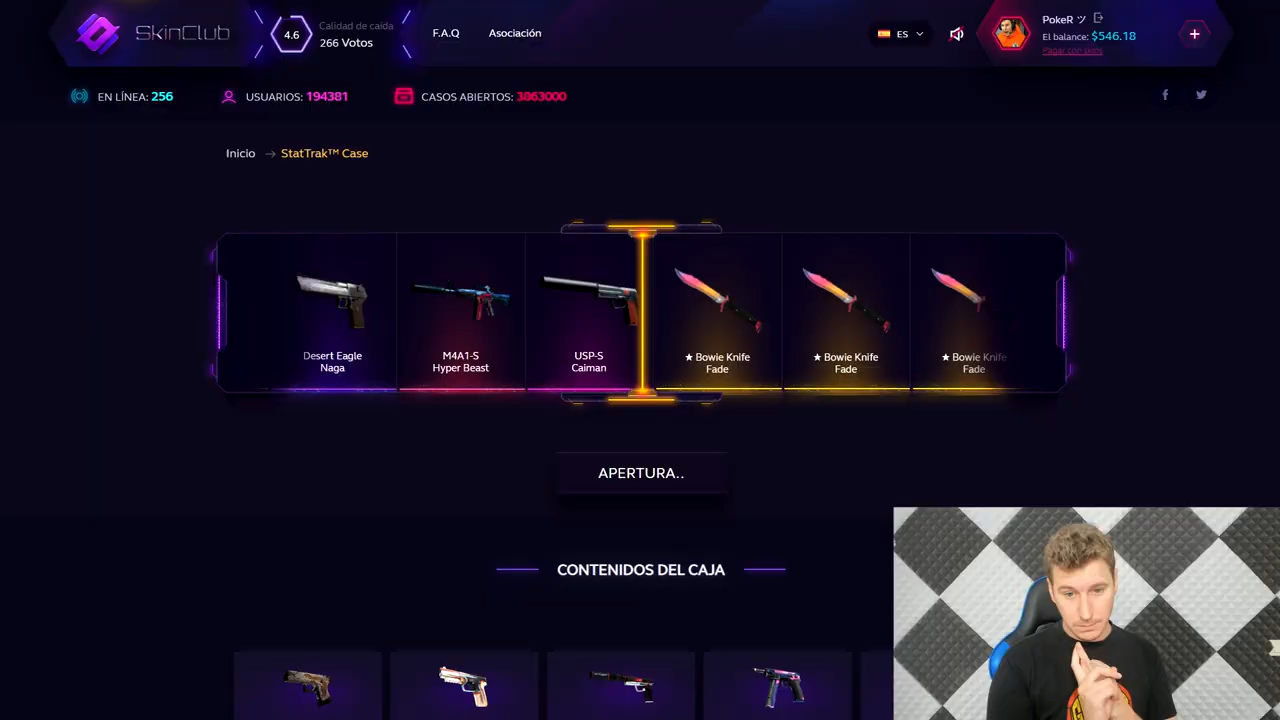 SkinClub
4.6
Calidad de caída
266 Votos
F.A.Q
Asociación
ES
PokeR ツ
El balance: $546.18
Pagar con skins
+
EN LÍNEA: 256
USUARIOS: 194381
CASOS ABIERTOS: 3863000
Inicio → StatTrak™ Case
Desert Eagle
Naga
M4A1-S
Hyper Beast
USP-S
Caiman
★ Bowie Knife
Fade
★ Bowie Knife
Fade
★ Bowie Knife
Fade
APERTURA..
CONTENIDOS DEL CAJA